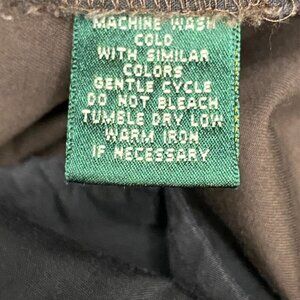 MACHINE WASH
COLD
WITH SIMILAR
COLORS
GENTLE CYCLE
DO NOT BLEACH
TUMBLE DRY LOW
WARM IRON
IF NECESSARY